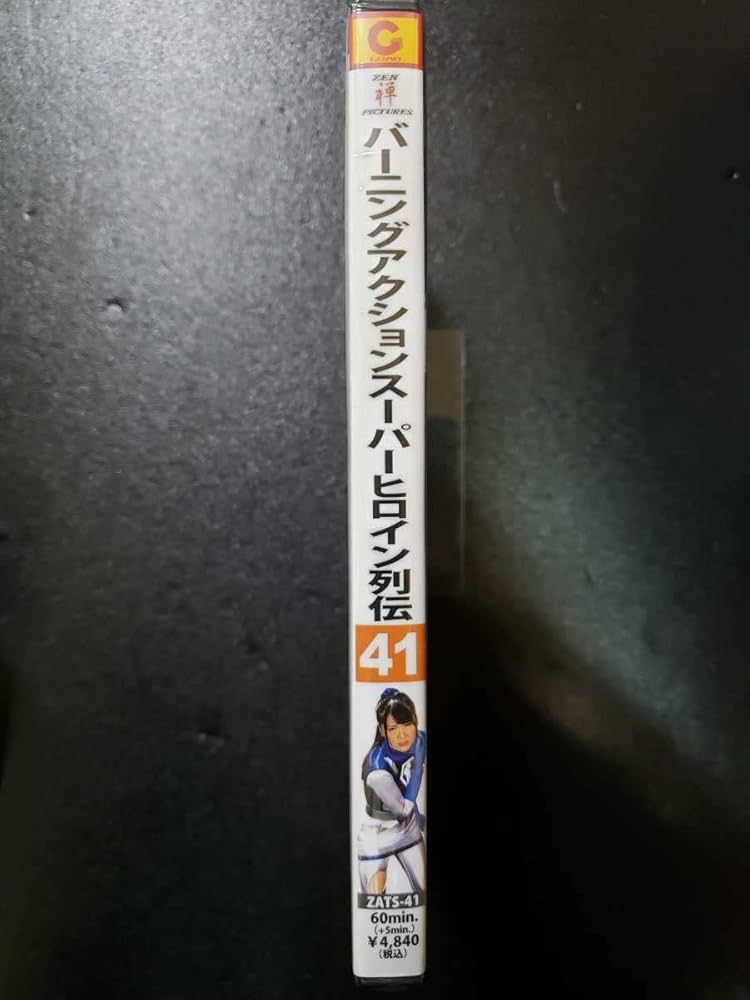 G
ZEN
禅
PICTURES
バーニングアクションスーパーヒロイン列伝
41
ZATS-41
60min.
(+5min.)
¥4,840
(税込)